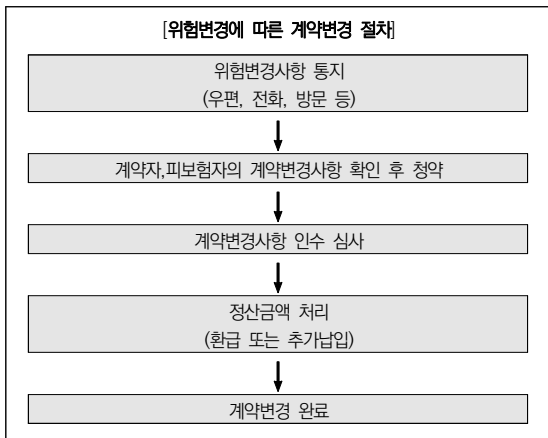 [위험변경에 따른 계약변경 절차]
위험변경사항 통지
(우편, 전화, 방문 등)
계약자,피보험자의 계약변경사항 확인 후 청약
계약변경사항 인수 심사
정산금액 처리
(환급 또는 추가납입)
계약변경 완료